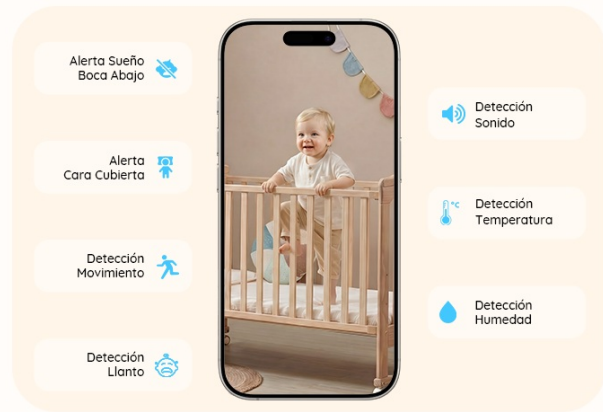 Alerta Sueño
Boca Abajo
Alerta
Cara Cubierta
Detección
Movimiento
Detección
Llanto
Detección
Sonido
°C
Detección
Temperatura
Detección
Humedad